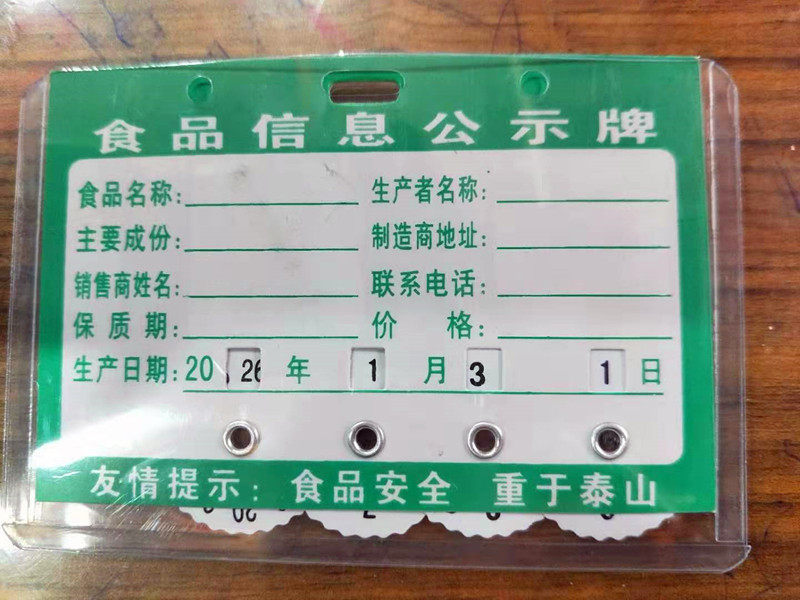 食品信息公示牌
食品名称: 生产者名称:
主要成份: 制造商地址:
销售商姓名: 联系电话:
保质期: 价格:
生产日期: 20 26 年 1 月 3 1 日
友情提示: 食品安全 重于泰山
20 7